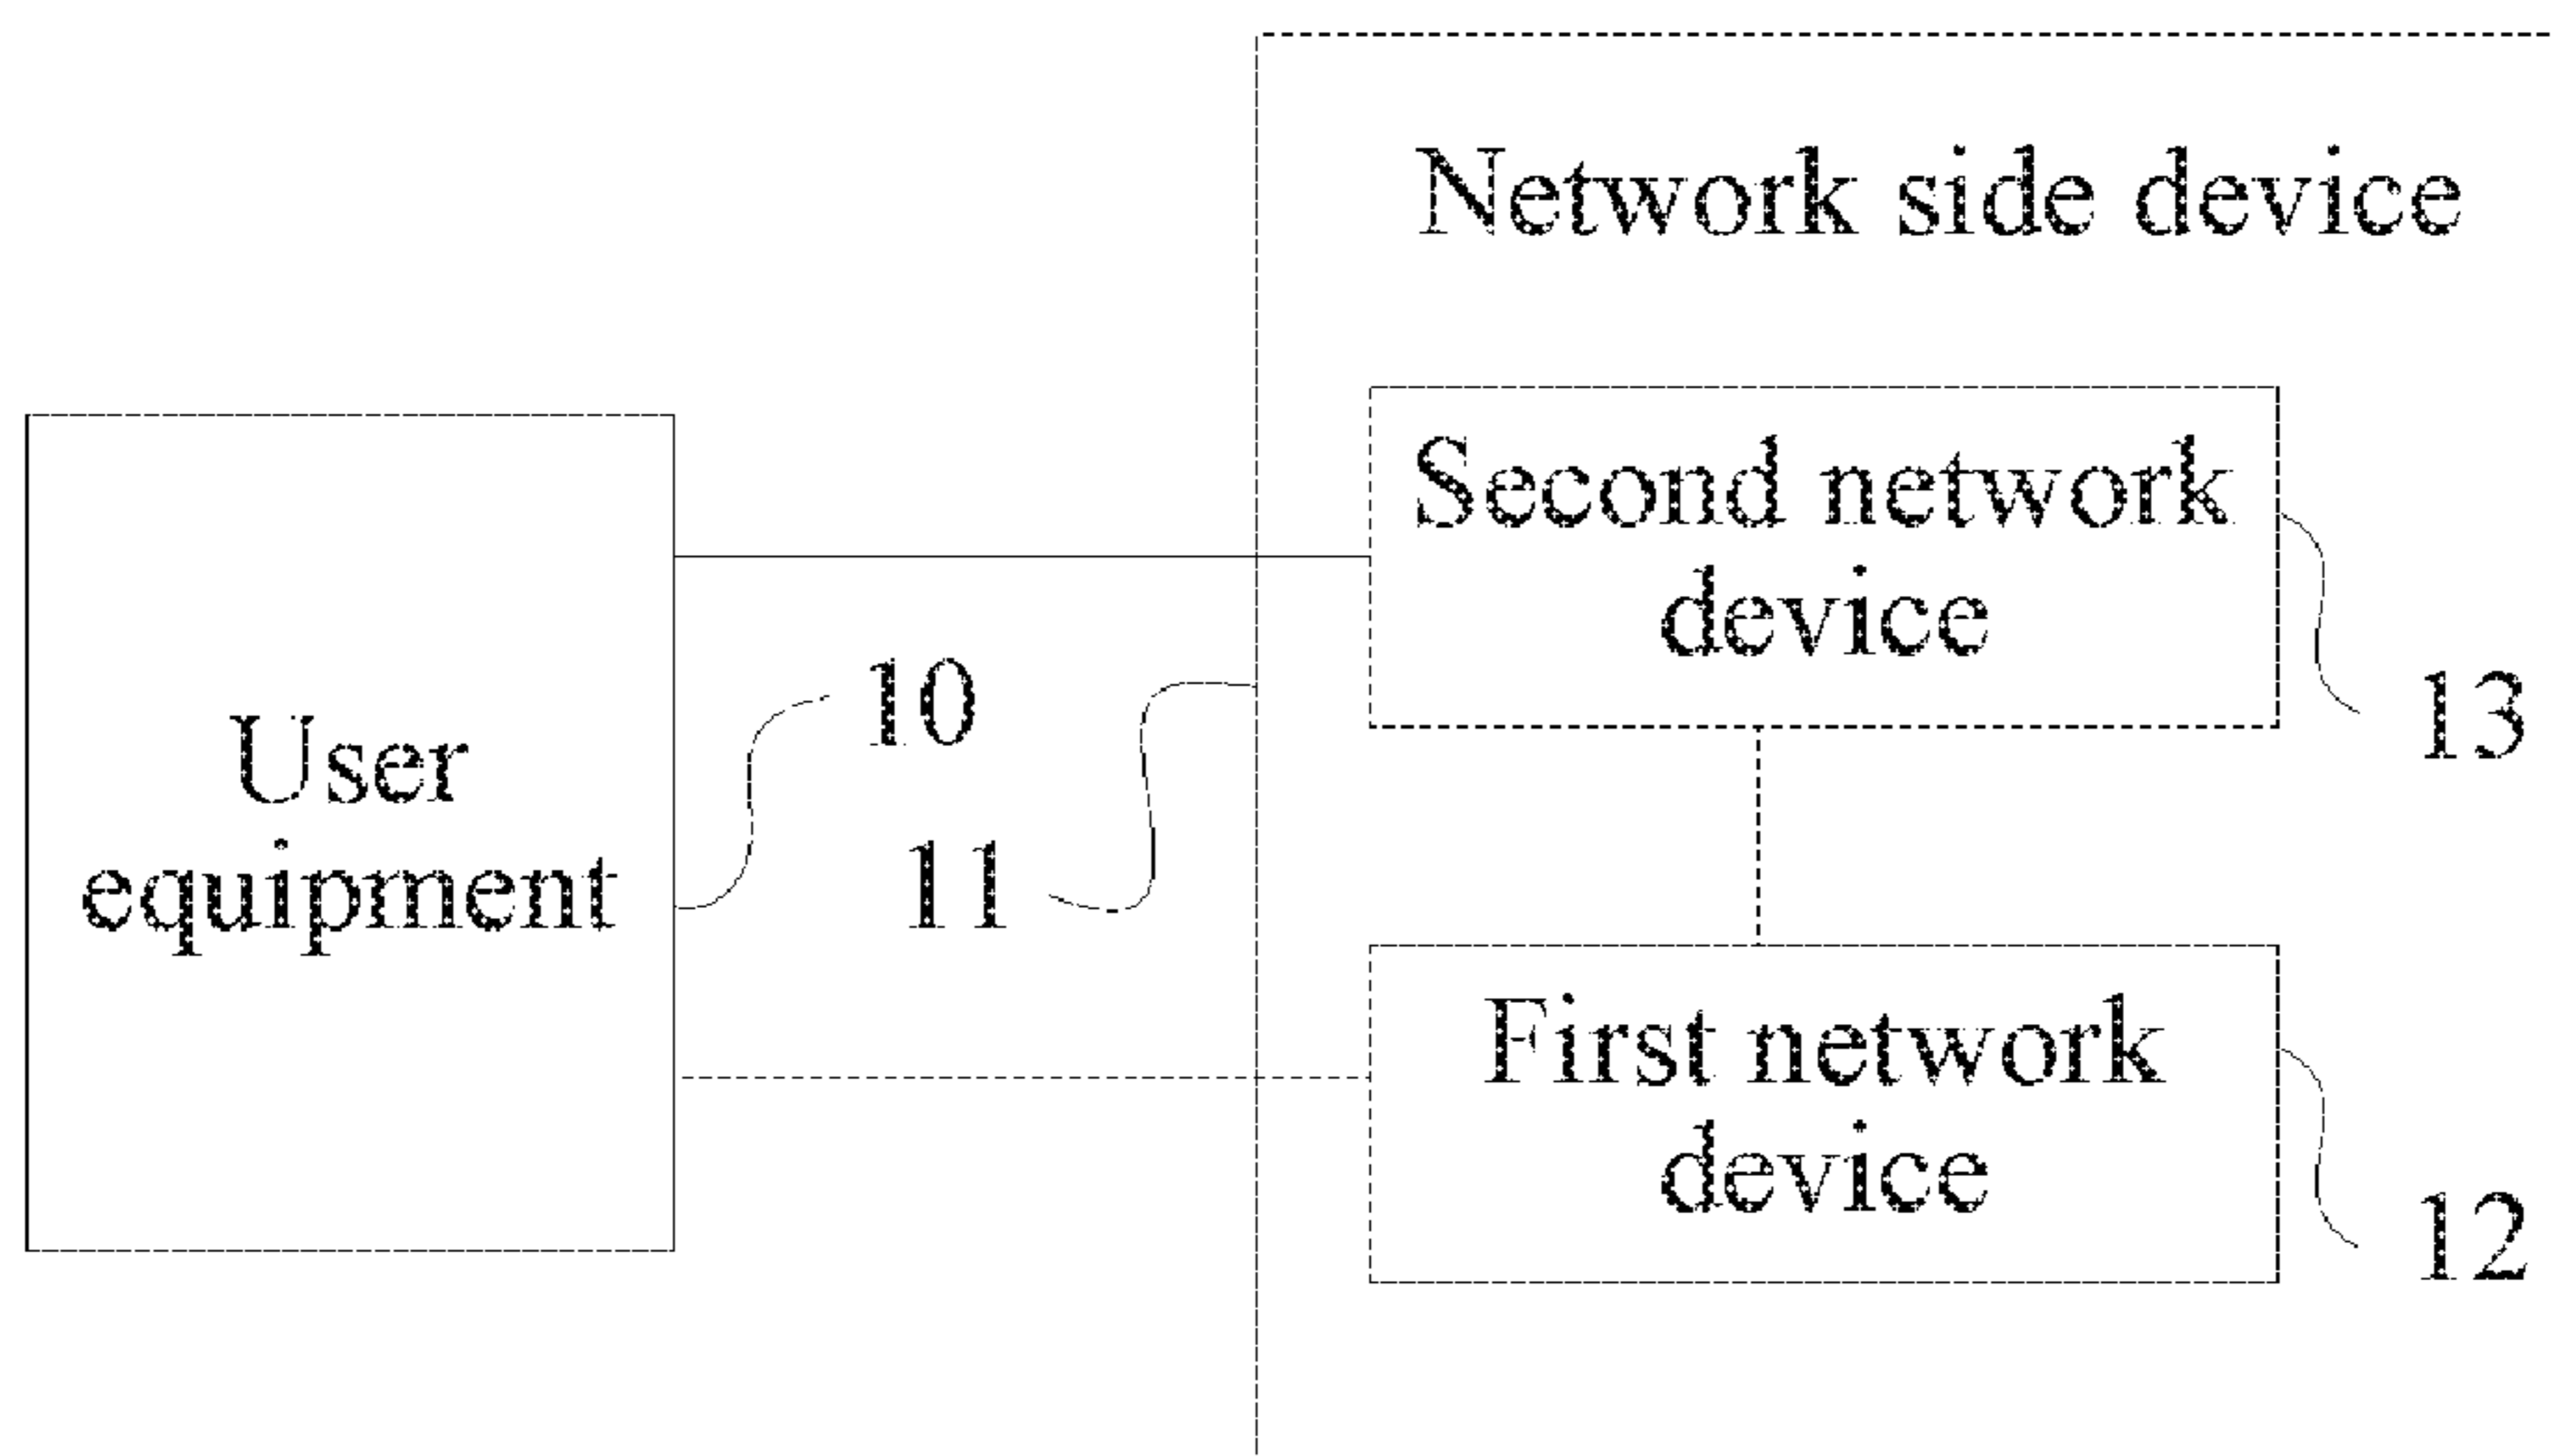 Network side device
Second network
device
10
13
User
equipment
11
First network
device
12